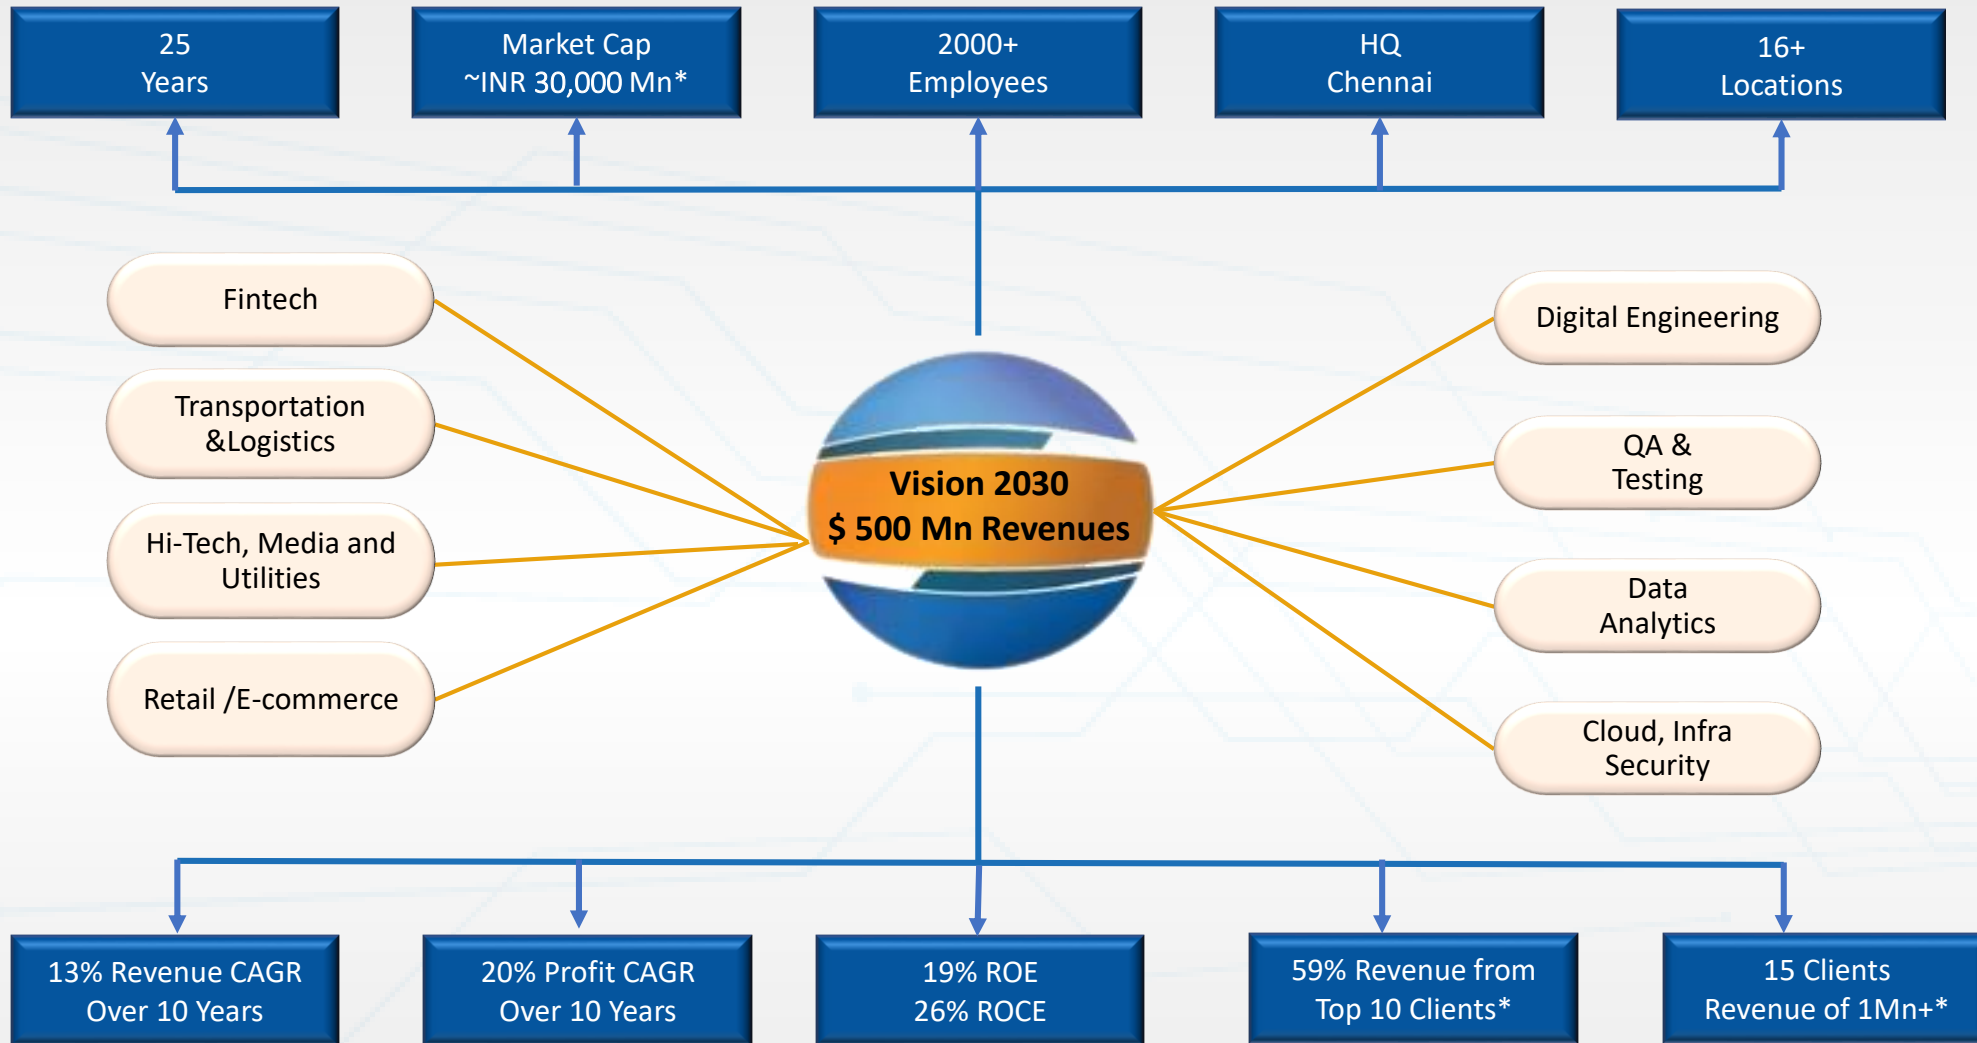 25
Years
Market Cap
~INR 30,000 Mn*
2000+
Employees
HQ
Chennai
16+
Locations
Fintech
Transportation
&Logistics
Hi-Tech, Media and
Utilities
Retail /E-commerce
Vision 2030
$ 500 Mn Revenues
Digital Engineering
QA &
Testing
Data
Analytics
Cloud, Infra
Security
13% Revenue CAGR
Over 10 Years
20% Profit CAGR
Over 10 Years
19% ROE
26% ROCE
59% Revenue from
Top 10 Clients*
15 Clients
Revenue of 1Mn+*